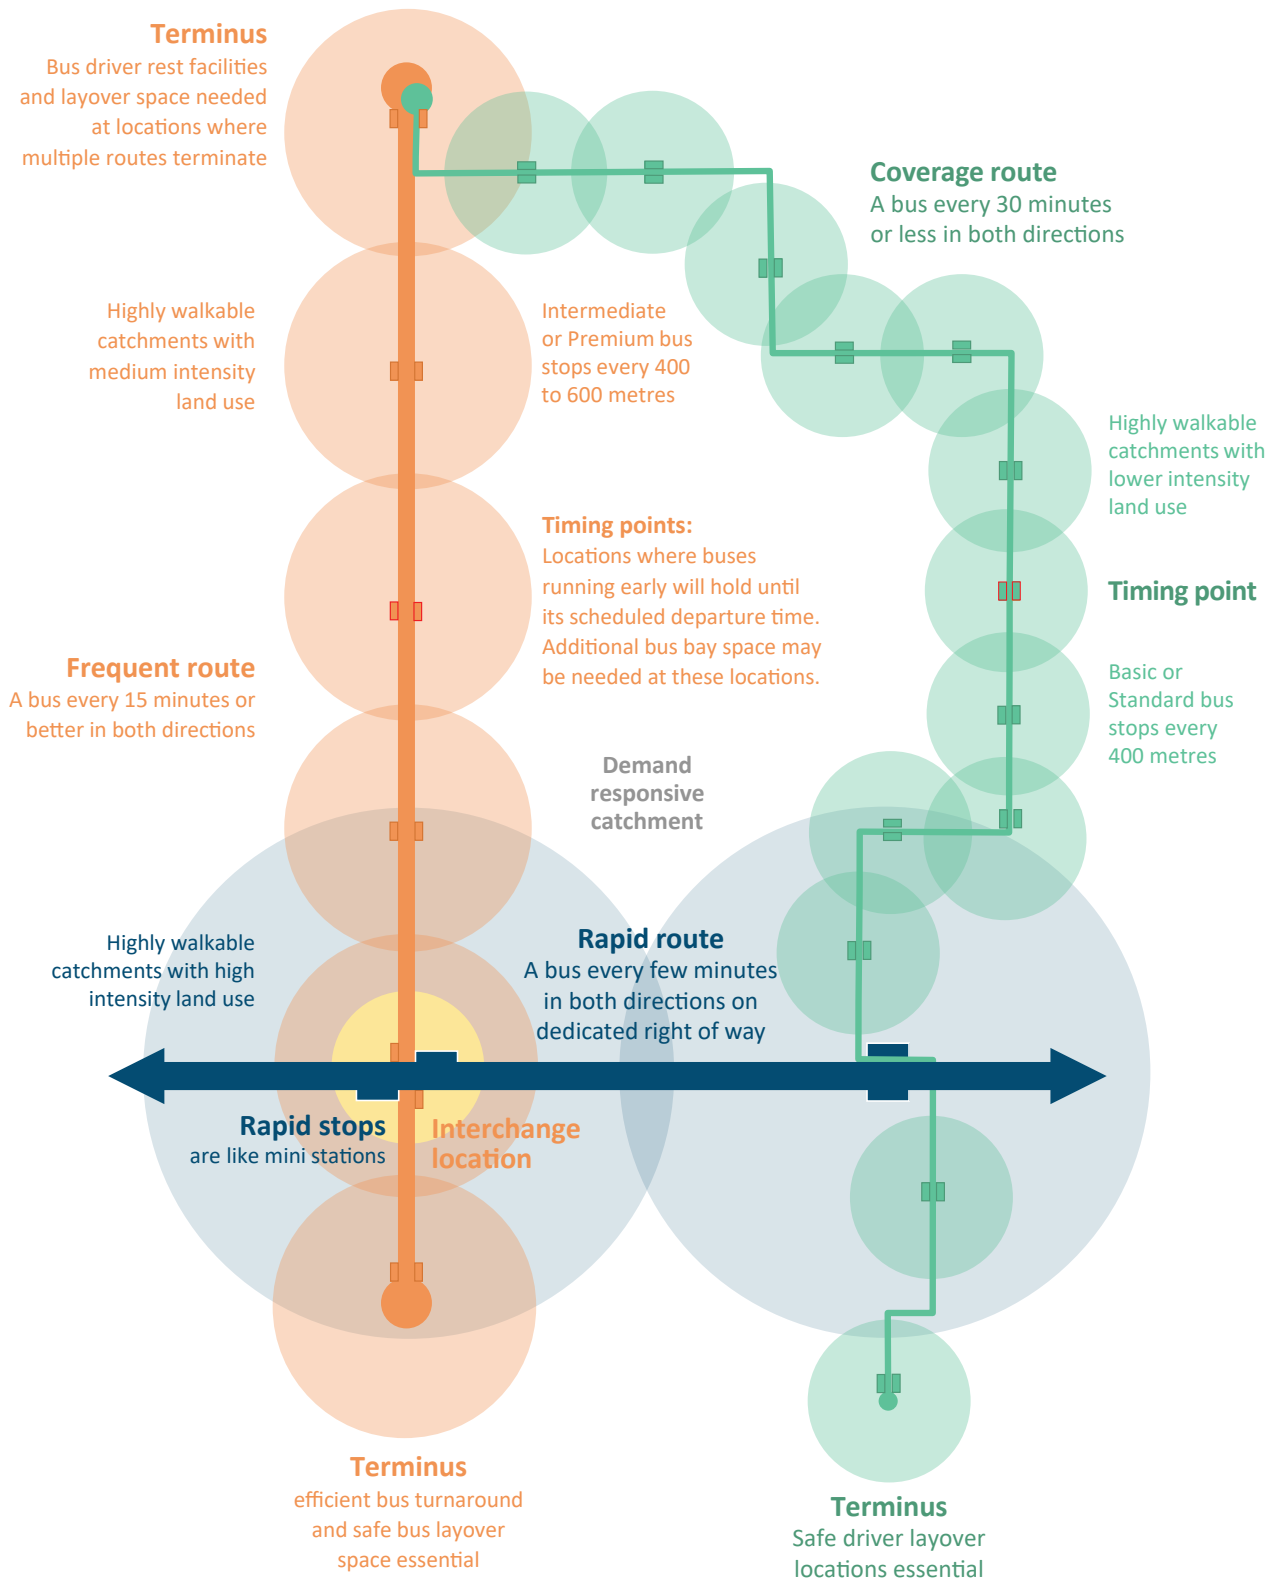 Terminus
Bus driver rest facilities
and layover space needed
at locations where
multiple routes terminate
Coverage route
A bus every 30 minutes
or less in both directions
Highly walkable
catchments with
medium intensity
land use
Intermediate
or Premium bus
stops every 400
to 600 metres
Highly walkable
catchments with
lower intensity
land use
Timing points:
Locations where buses
running early will hold until
its scheduled departure time.
Additional bus bay space may
be needed at these locations.
Timing point
Frequent route
A bus every 15 minutes or
better in both directions
Basic or
Standard bus
stops every
400 metres
Demand
responsive
catchment
Highly walkable
catchments with high
intensity land use
Rapid route
A bus every few minutes
in both directions on
dedicated right of way
Rapid stops
are like mini stations
Interchange
location
Terminus
efficient bus turnaround
and safe bus layover
space essential
Terminus
Safe driver layover
locations essential